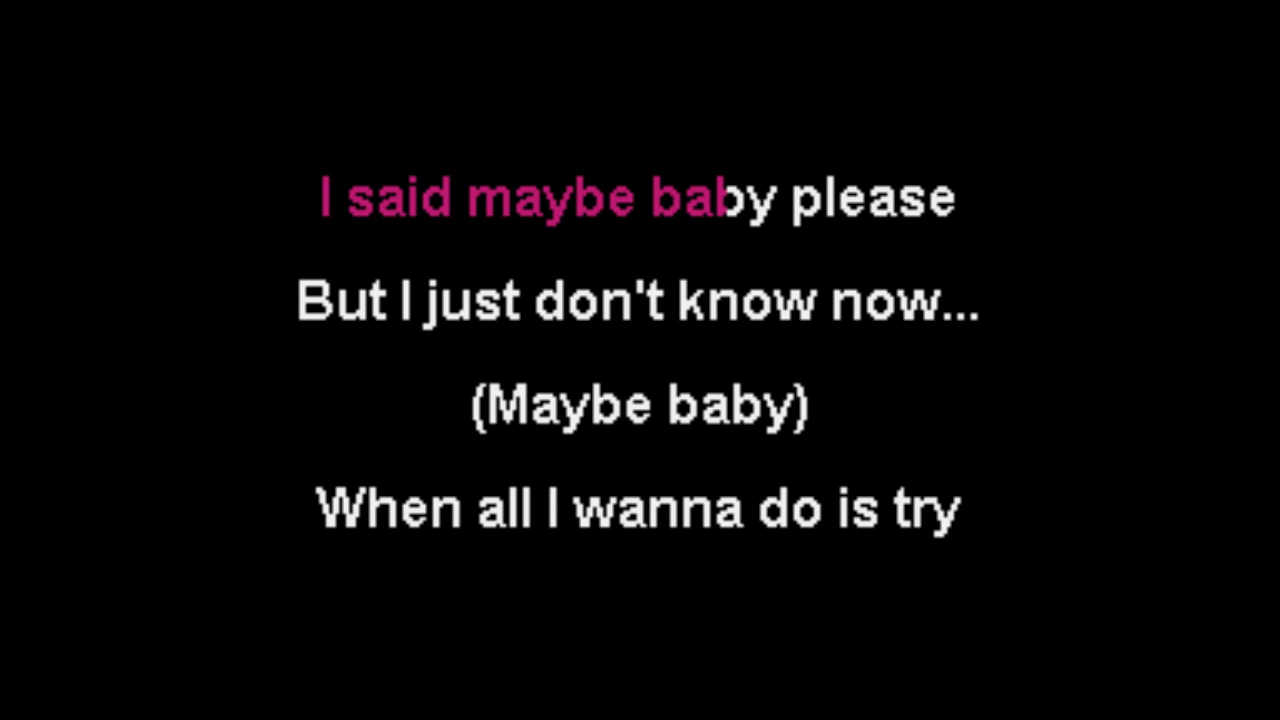 I said maybe baby please
But I just don't know now...
(Maybe baby)
When all I wanna do is try